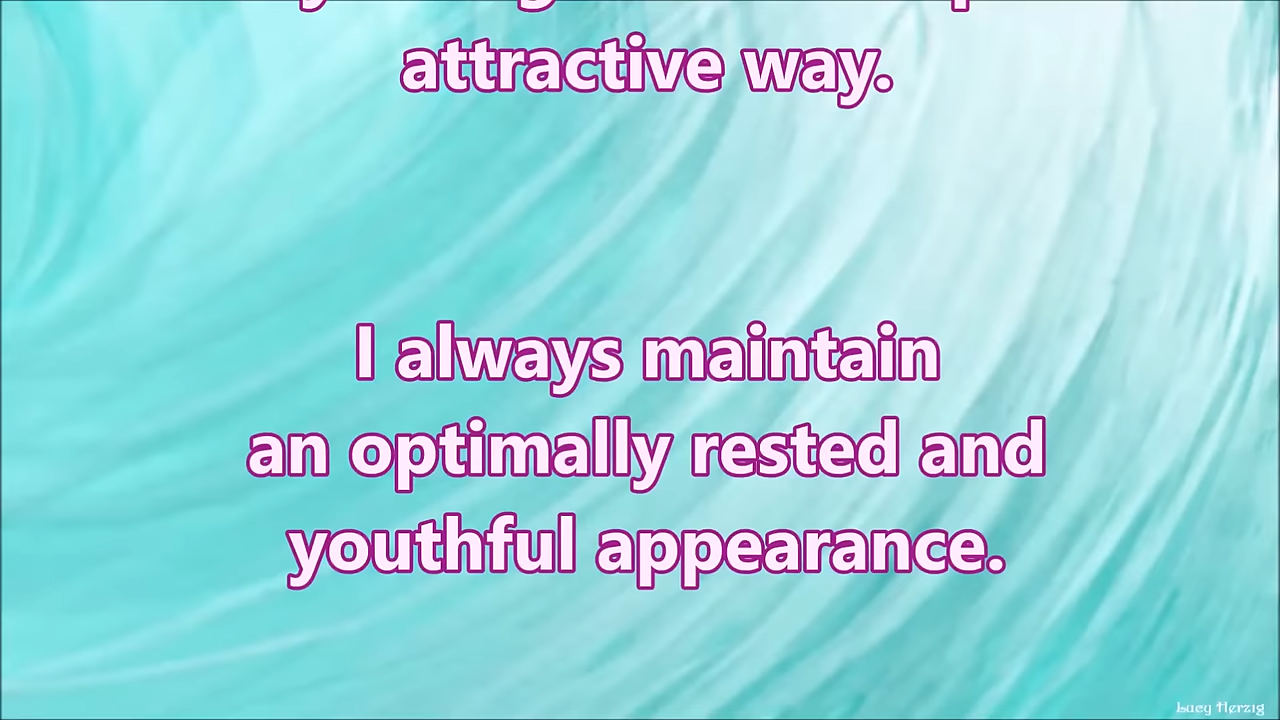 attractive way.
I always maintain
an optimally rested and
youthful appearance.
Lucy Herzig